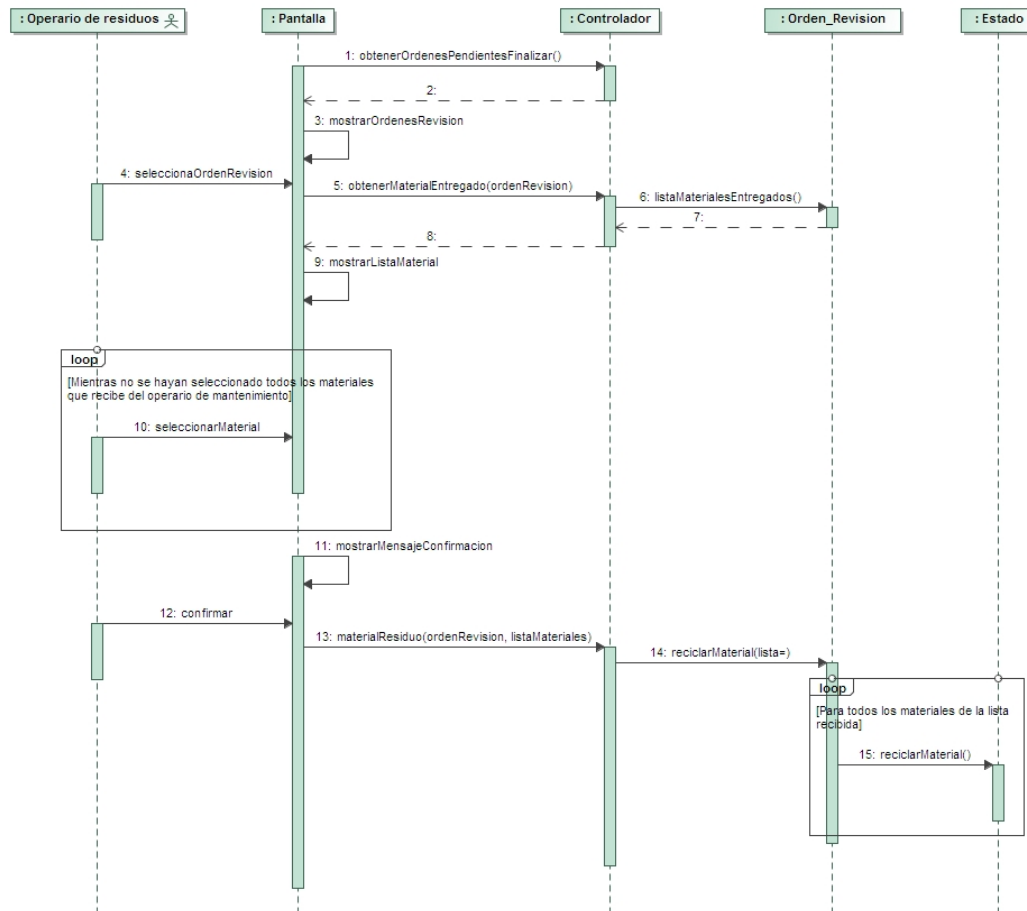 : Operario de residuos
: Pantalla
: Controlador
: Orden_Revision
: Estado
1: obtenerOrdenesPendientesFinalizar()
2:
3: mostrarOrdenesRevision
4: seleccionaOrdenRevision
5: obtenerMaterialEntregado(ordenRevision)
6: listaMaterialesEntregados()
7:
8:
9: mostrarListaMaterial
loop
[Mientras no se hayan seleccionado todos los materiales
que recibe del operario de mantenimiento]
10: seleccionarMaterial
11: mostrarMensajeConfirmacion
12: confirmar
13: materialResiduo(ordenRevision, listaMateriales)
14: reciclarMaterial(lista=)
loop
[Para todos los materiales de la lista
recibida]
15: reciclarMaterial()